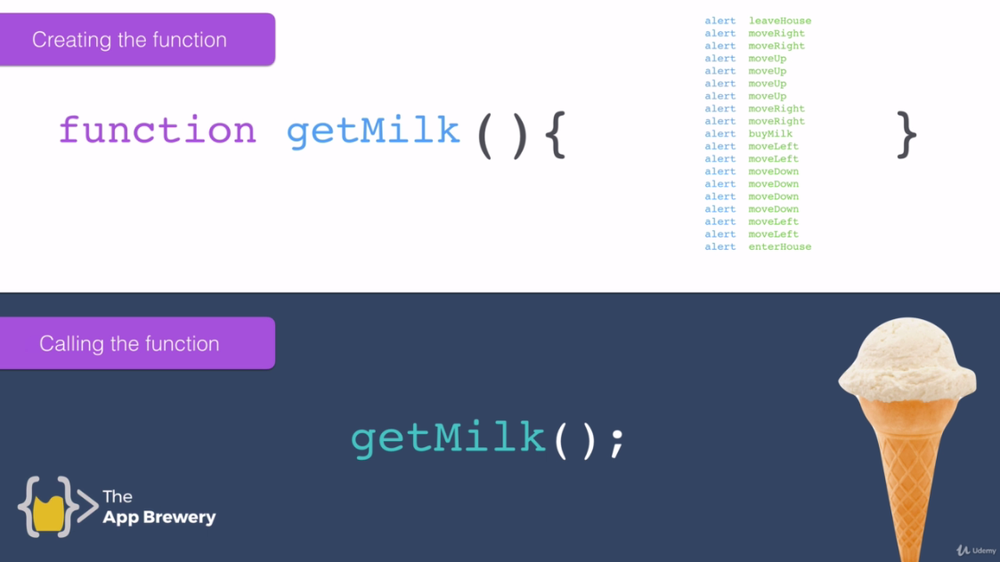 Creating the function
function getMilk (){
alert leaveHouse
alert moveRight
alert moveRight
alert moveUp
alert moveUp
alert moveUp
alert moveUp
alert moveRight
alert moveRight
alert buyMilk
alert moveLeft
alert moveLeft
alert moveDown
alert moveDown
alert moveDown
alert moveDown
alert moveLeft
alert moveLeft
alert enterHouse
}
Calling the function
getMilk();
The
App Brewery
Udemy